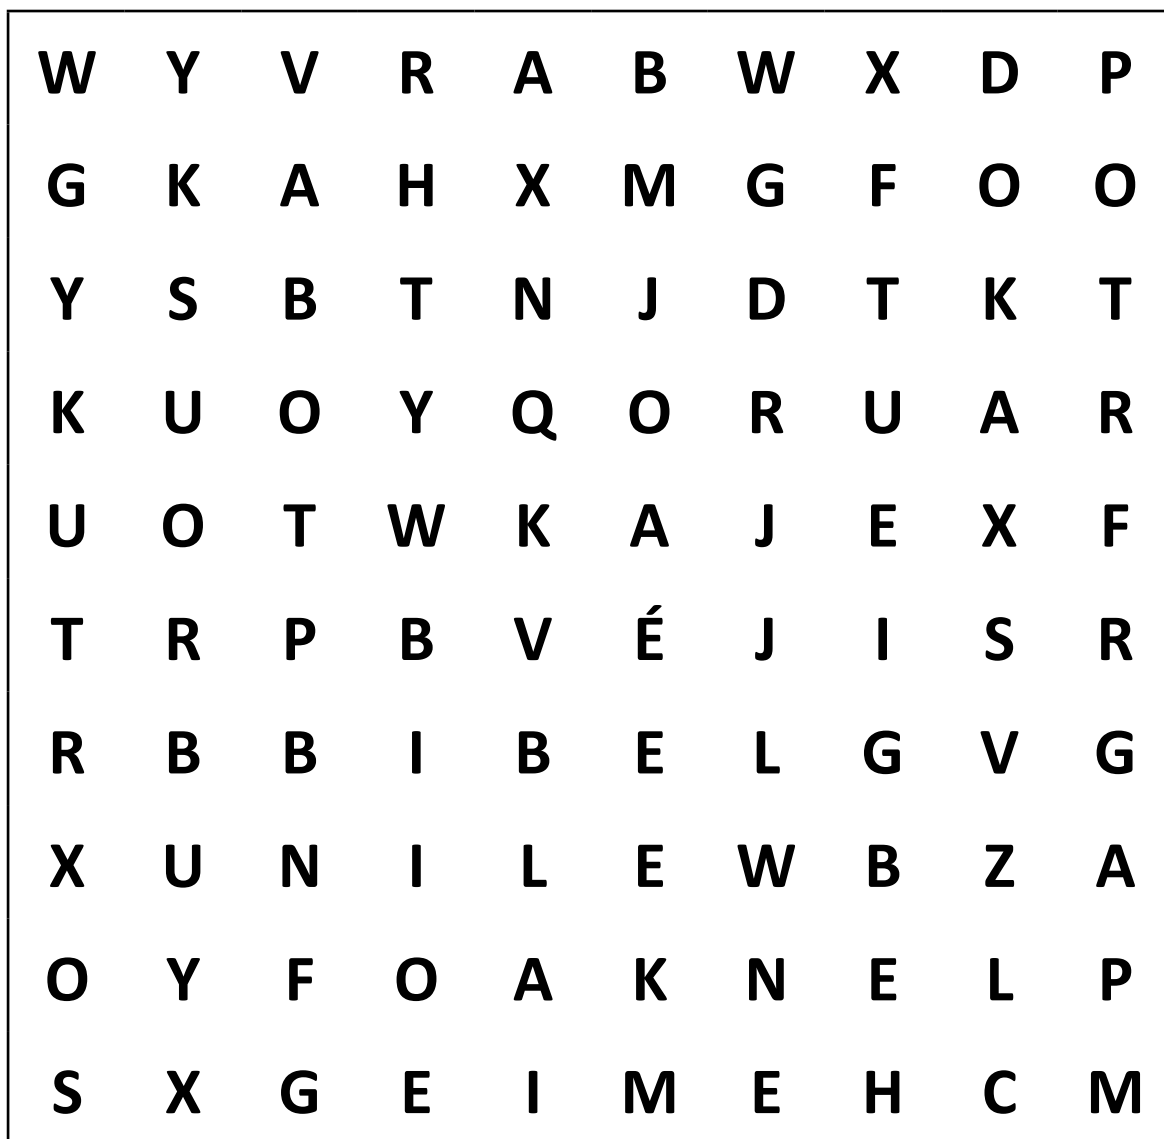 W Y V R A B W X D P
G K A H X M G F O O
Y S B T N J D T K T
K U O Y Q O R U A R
U O T W K A J E X F
T R P B V É J I S R
R B B I B E L G V G
X U N I L E W B Z A
O Y F O A K N E L P
S X G E I M E H C M